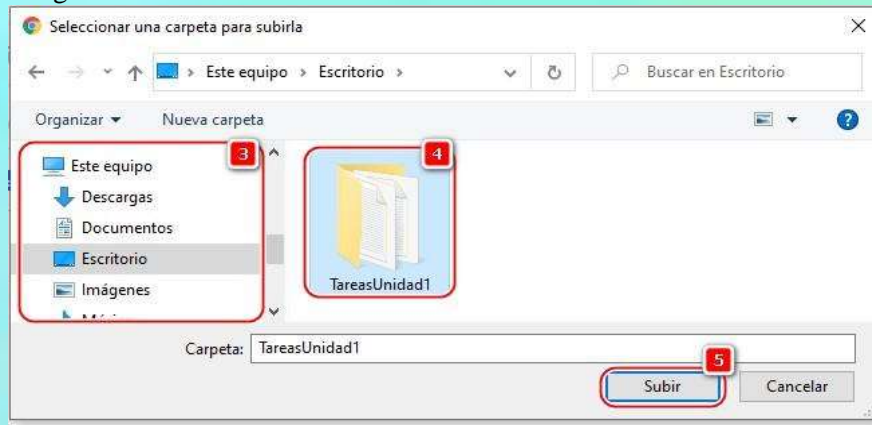 Seleccionar una carpeta para subirla
Este equipo > Escritorio >
Buscar en Escritorio
Organizar
Nueva carpeta
3
4
Este equipo
Descargas
Documentos
Escritorio
Imágenes
TareasUnidad1
Carpeta: TareasUnidad1
5
Subir
Cancelar